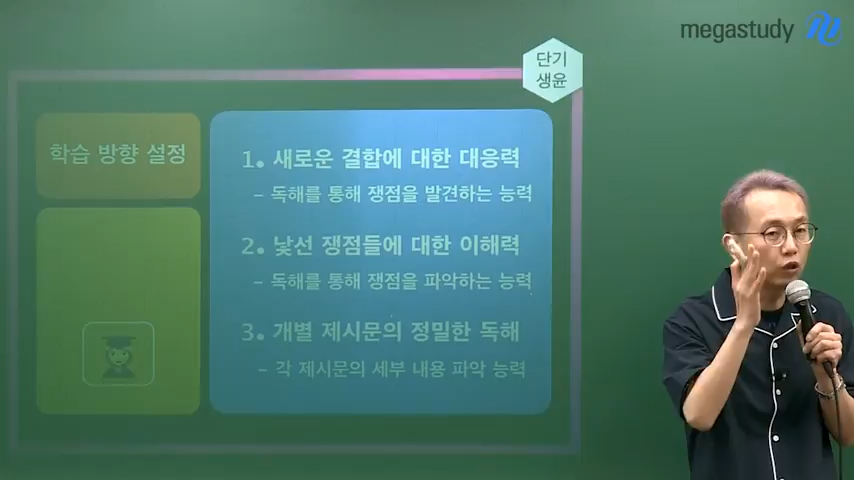 megastudy
단기
생윤
학습 방향 설정
1. 새로운 결합에 대한 대응력
- 독해를 통해 쟁점을 발견하는 능력
2. 낯선 쟁점들에 대한 이해력
- 독해를 통해 쟁점을 파악하는 능력
3. 개별 제시문의 정밀한 독해
- 각 제시문의 세부 내용 파악 능력